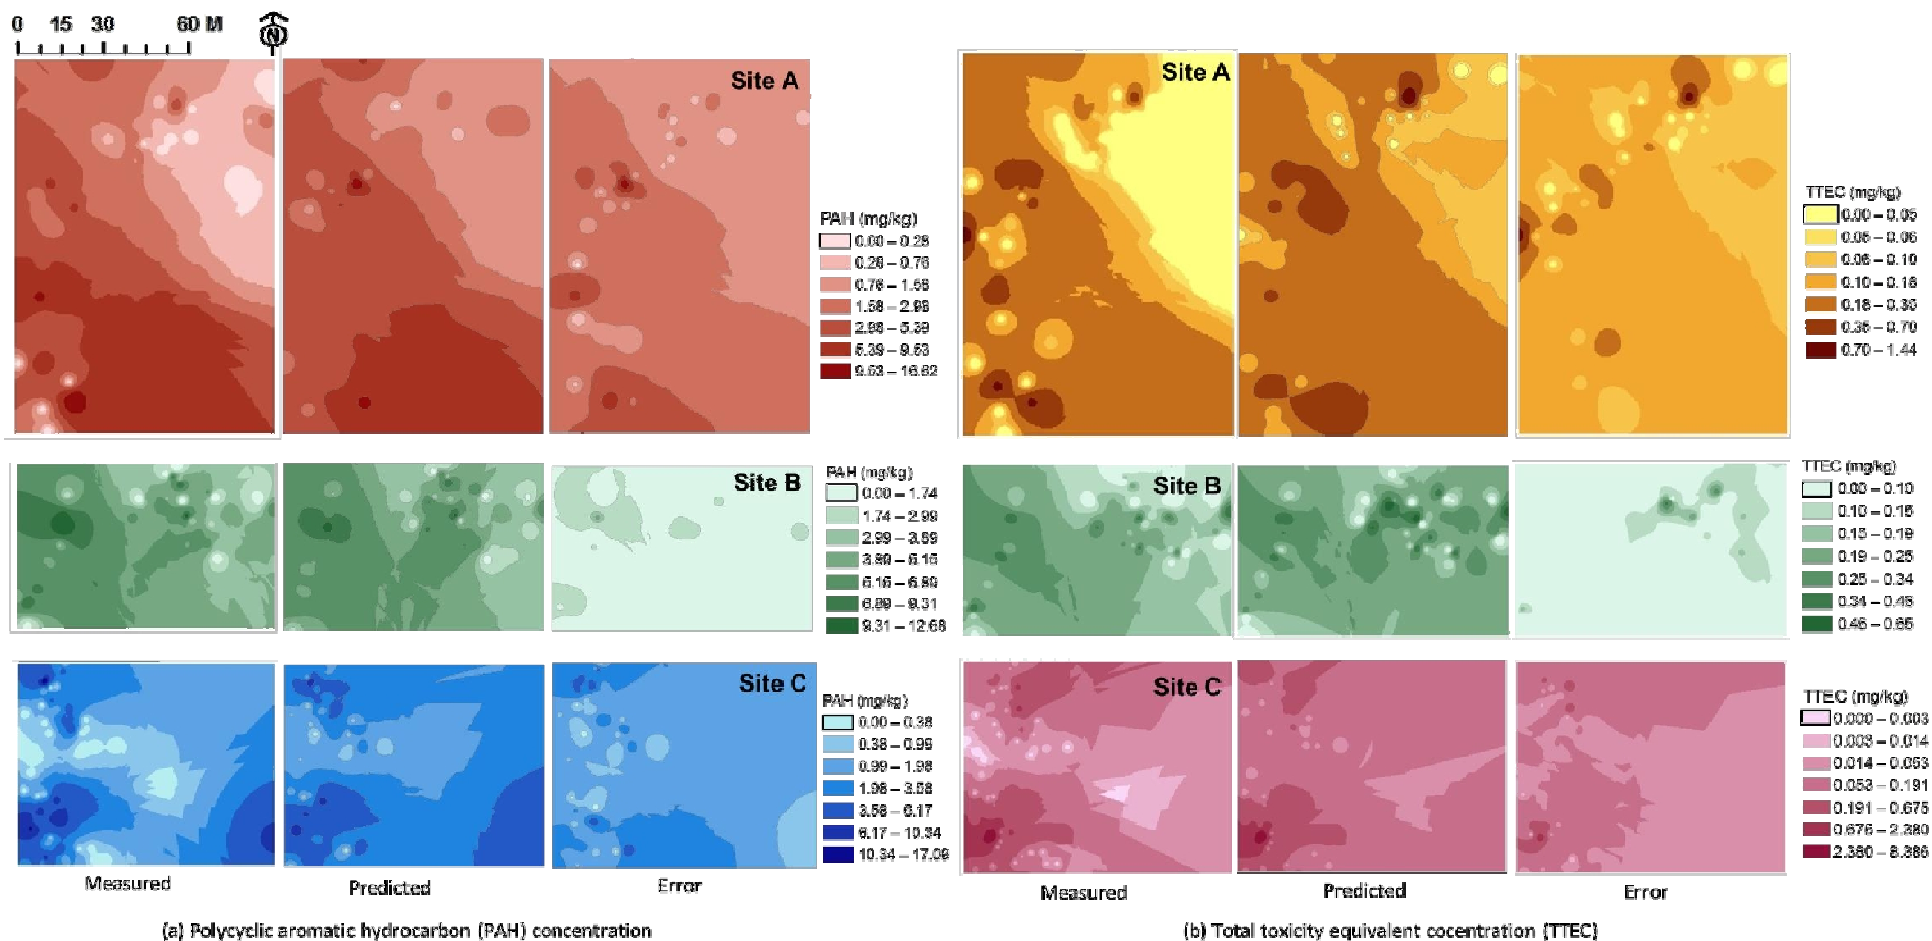 0 15 30 60 M
N
Site A
PAH (mg/kg)
0.00 – 0.28
0.28 – 0.76
0.76 – 1.58
1.58 – 2.98
2.98 – 5.39
5.39 – 9.53
9.53 – 16.62
Site B
PAH (mg/kg)
0.00 – 1.74
1.74 – 2.99
2.99 – 3.89
3.89 – 5.15
5.15 – 6.89
6.89 – 9.31
9.31 – 12.68
Site C
PAH (mg/kg)
0.00 – 0.38
0.38 – 0.99
0.99 – 1.98
1.98 – 3.58
3.58 – 6.17
6.17 – 10.34
10.34 – 17.09
Measured Predicted Error
(a) Polycyclic aromatic hydrocarbon (PAH) concentration
Site A
TTEC (mg/kg)
0.00 – 0.05
0.05 – 0.06
0.06 – 0.10
0.10 – 0.18
0.18 – 0.35
0.35 – 0.70
0.70 – 1.44
Site B
TTEC (mg/kg)
0.00 – 0.10
0.10 – 0.15
0.15 – 0.19
0.19 – 0.25
0.25 – 0.34
0.34 – 0.45
0.45 – 0.65
Site C
TTEC (mg/kg)
0.000 – 0.003
0.003 – 0.014
0.014 – 0.053
0.053 – 0.191
0.191 – 0.675
0.675 – 2.380
2.380 – 8.386
Measured Predicted Error
(b) Total toxicity equivalent cocentration (TTEC)